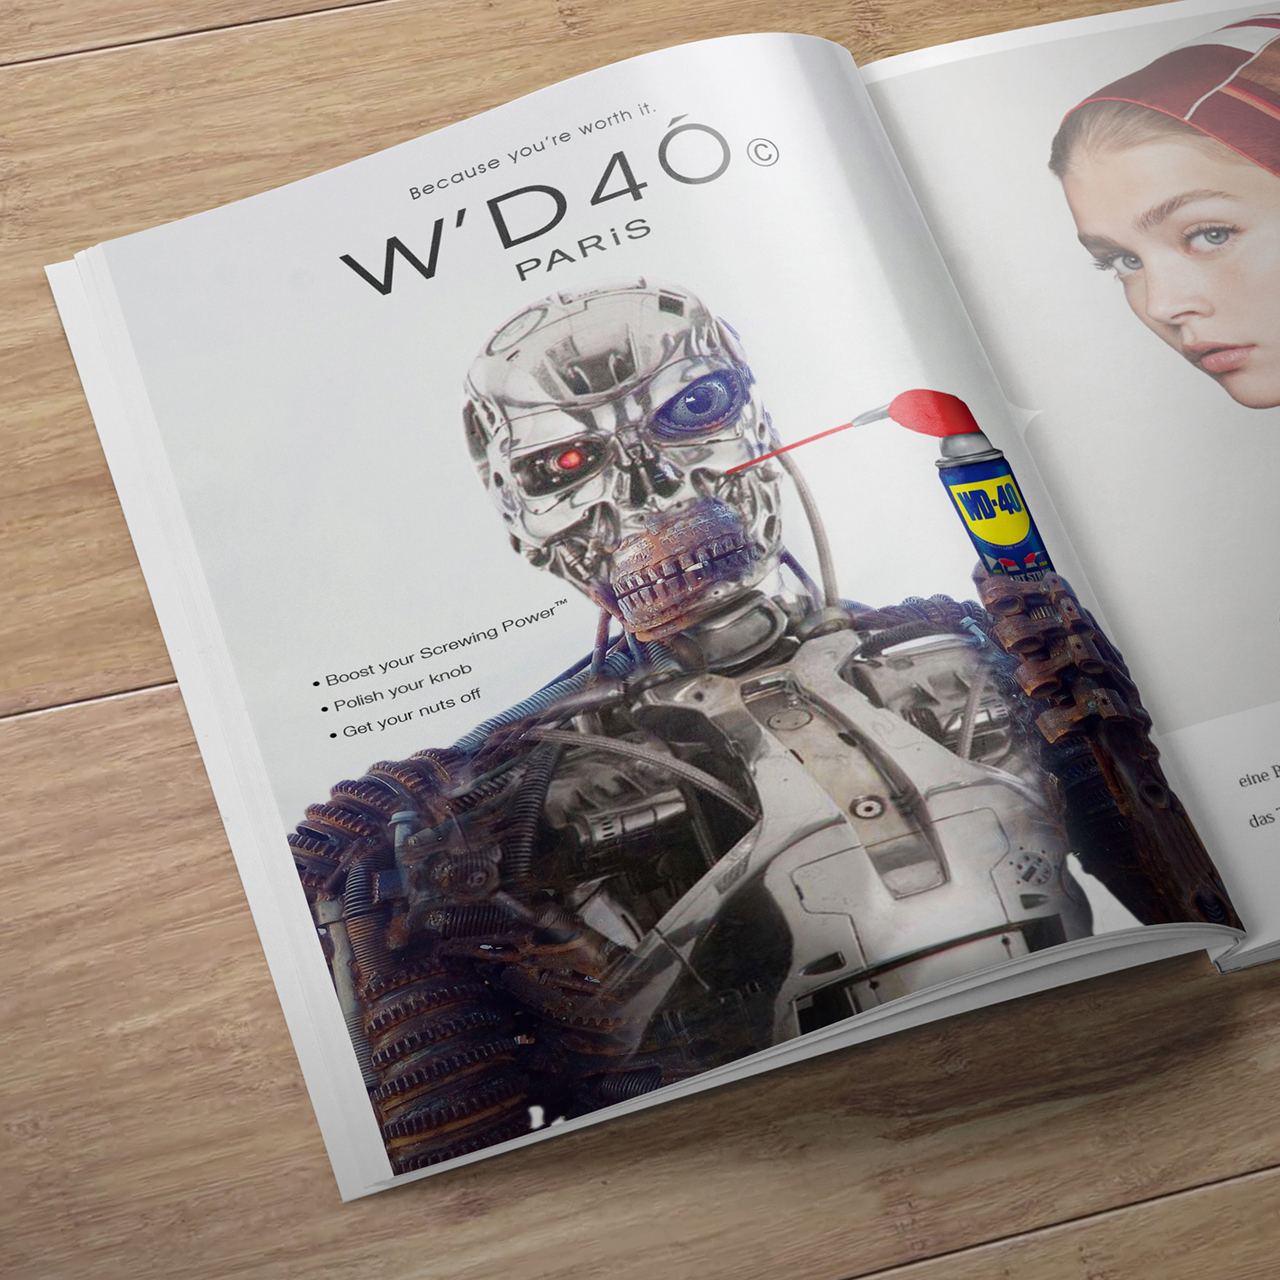 Because you're worth it.
W'D4Ó©
PARiS
WD-40
• Boost your Screwing Power™
• Polish your knob
• Get your nuts off
eine
das